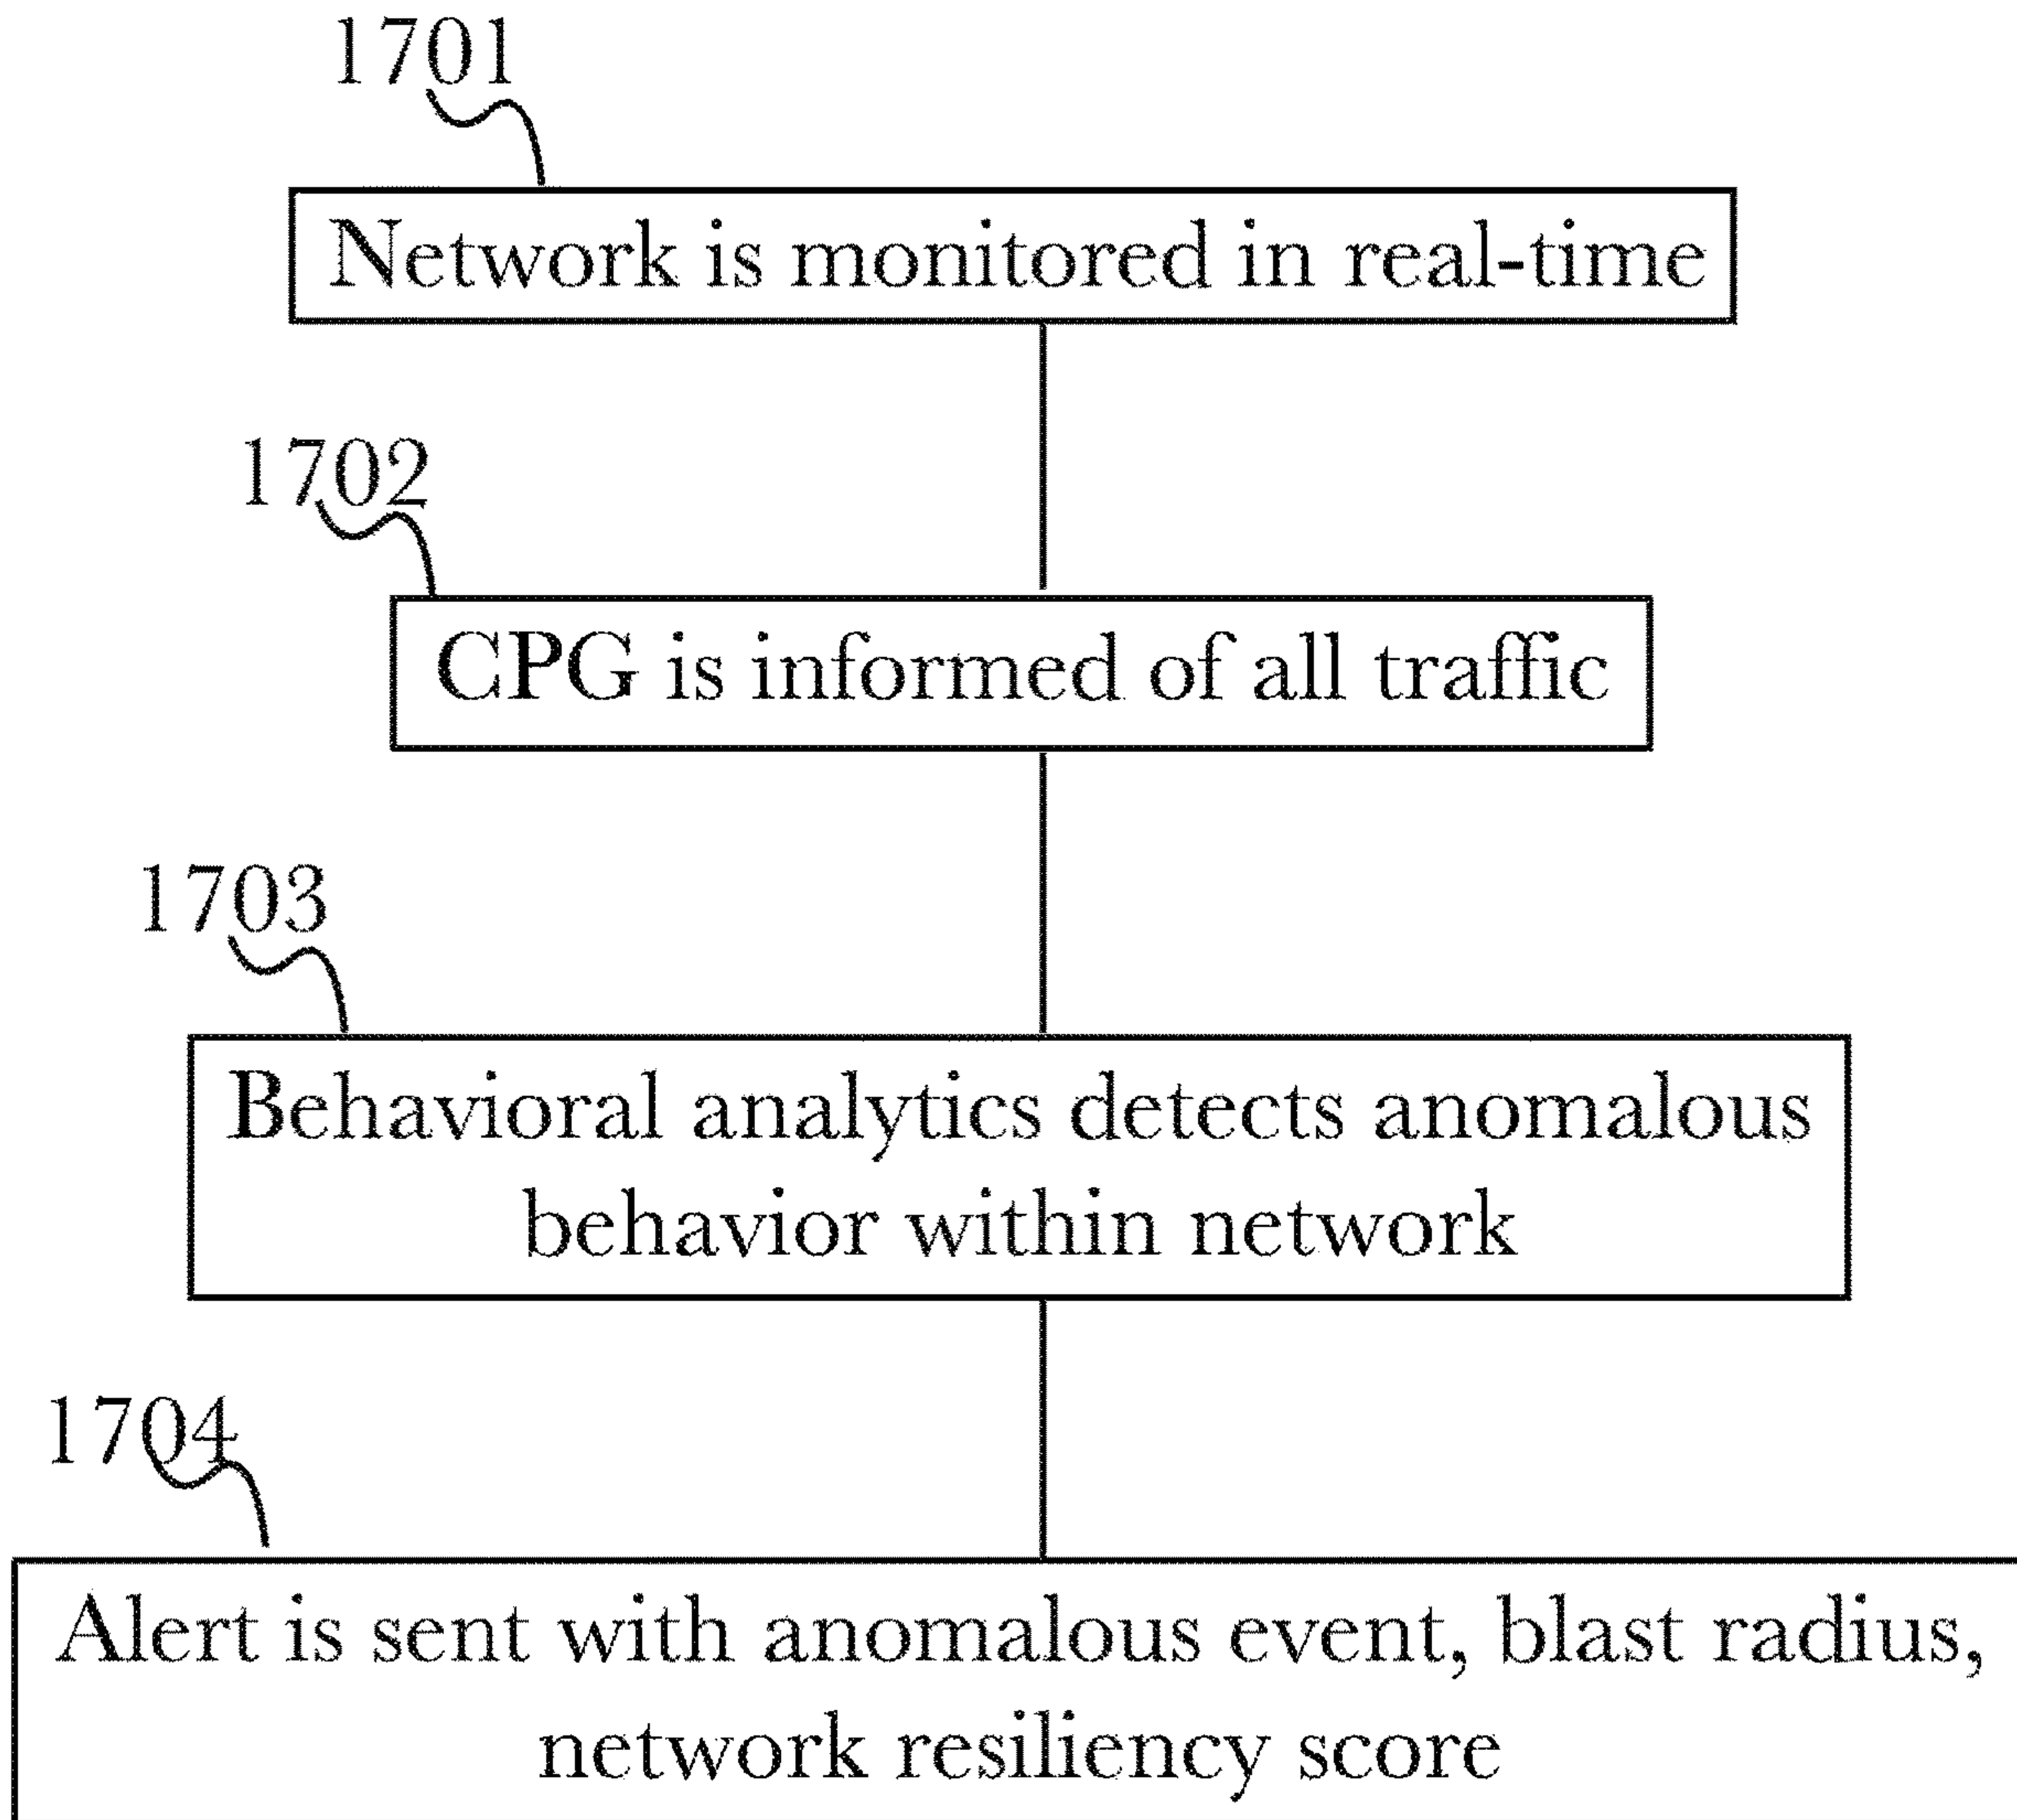 1701
Network is monitored in real-time
1702
CPG is informed of all traffic
1703
Behavioral analytics detects anomalous
behavior within network
1704
Alert is sent with anomalous event, blast radius,
network resiliency score